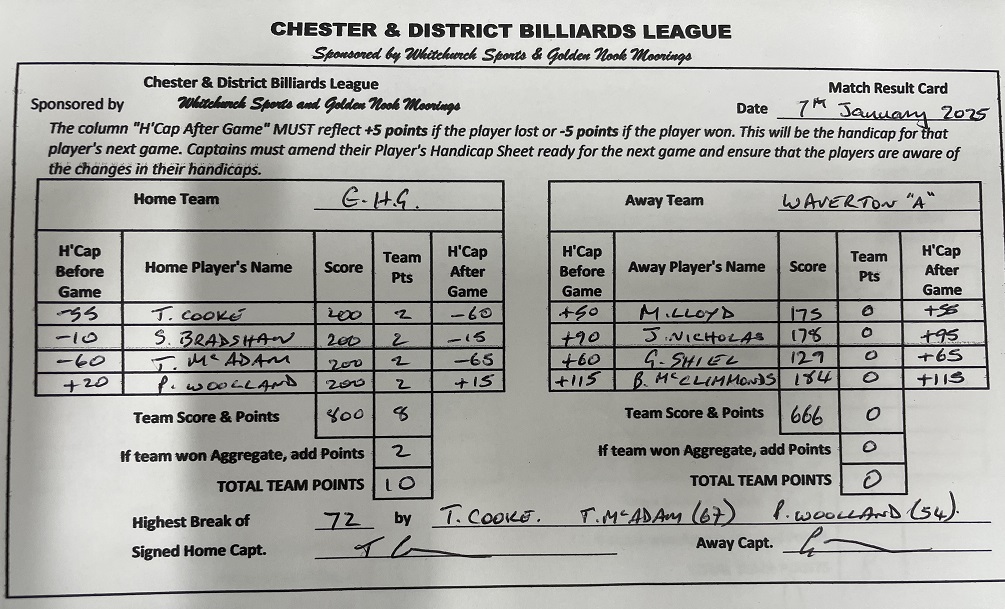 CHESTER & DISTRICT BILLIARDS LEAGUE
Sponsored by Whitchurch Sports & Golden Nook Moorings
Chester & District Billiards League
Match Result Card
Sponsored by Whitchurch Sports and Golden Nook Moorings
Date 7th January 2025
The column "H'Cap After Game" MUST reflect +5 points if the player lost or -5 points if the player won. This will be the handicap for that
player's next game. Captains must amend their Player's Handicap Sheet ready for the next game and ensure that the players are aware of
the changes in their handicaps.
Home Team E.H.G.
H'Cap Before Game Home Player's Name Score Team Pts H'Cap After Game
-55 T. COOKE 200 2 -60
-10 S. BRADSHAW 200 2 -15
-60 T. McADAM 200 2 -65
+20 P. WOOLLAND 200 2 +15
Team Score & Points 800 8
If team won Aggregate, add Points 2
TOTAL TEAM POINTS 10
Away Team WAVERTON "A"
H'Cap Before Game Away Player's Name Score Team Pts H'Cap After Game
+50 M. LLOYD 175 0 +55
+90 J. NICHOLAS 178 0 +95
+60 G. SHIEL 129 0 +65
+115 B. McCLIMMONDS 184 0 +115
Team Score & Points 666 0
If team won Aggregate, add Points 0
TOTAL TEAM POINTS 0
Highest Break of 72 by T. COOKE. T. McADAM (67) P. WOOLLAND (54).
Signed Home Capt.
Away Capt.